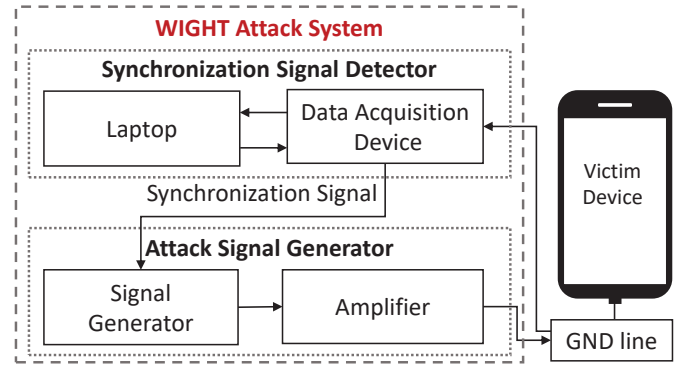 WIGHT Attack System
Synchronization Signal Detector
Laptop
Data Acquisition
Device
Victim
Device
Synchronization Signal
Attack Signal Generator
Signal
Generator
Amplifier
GND line